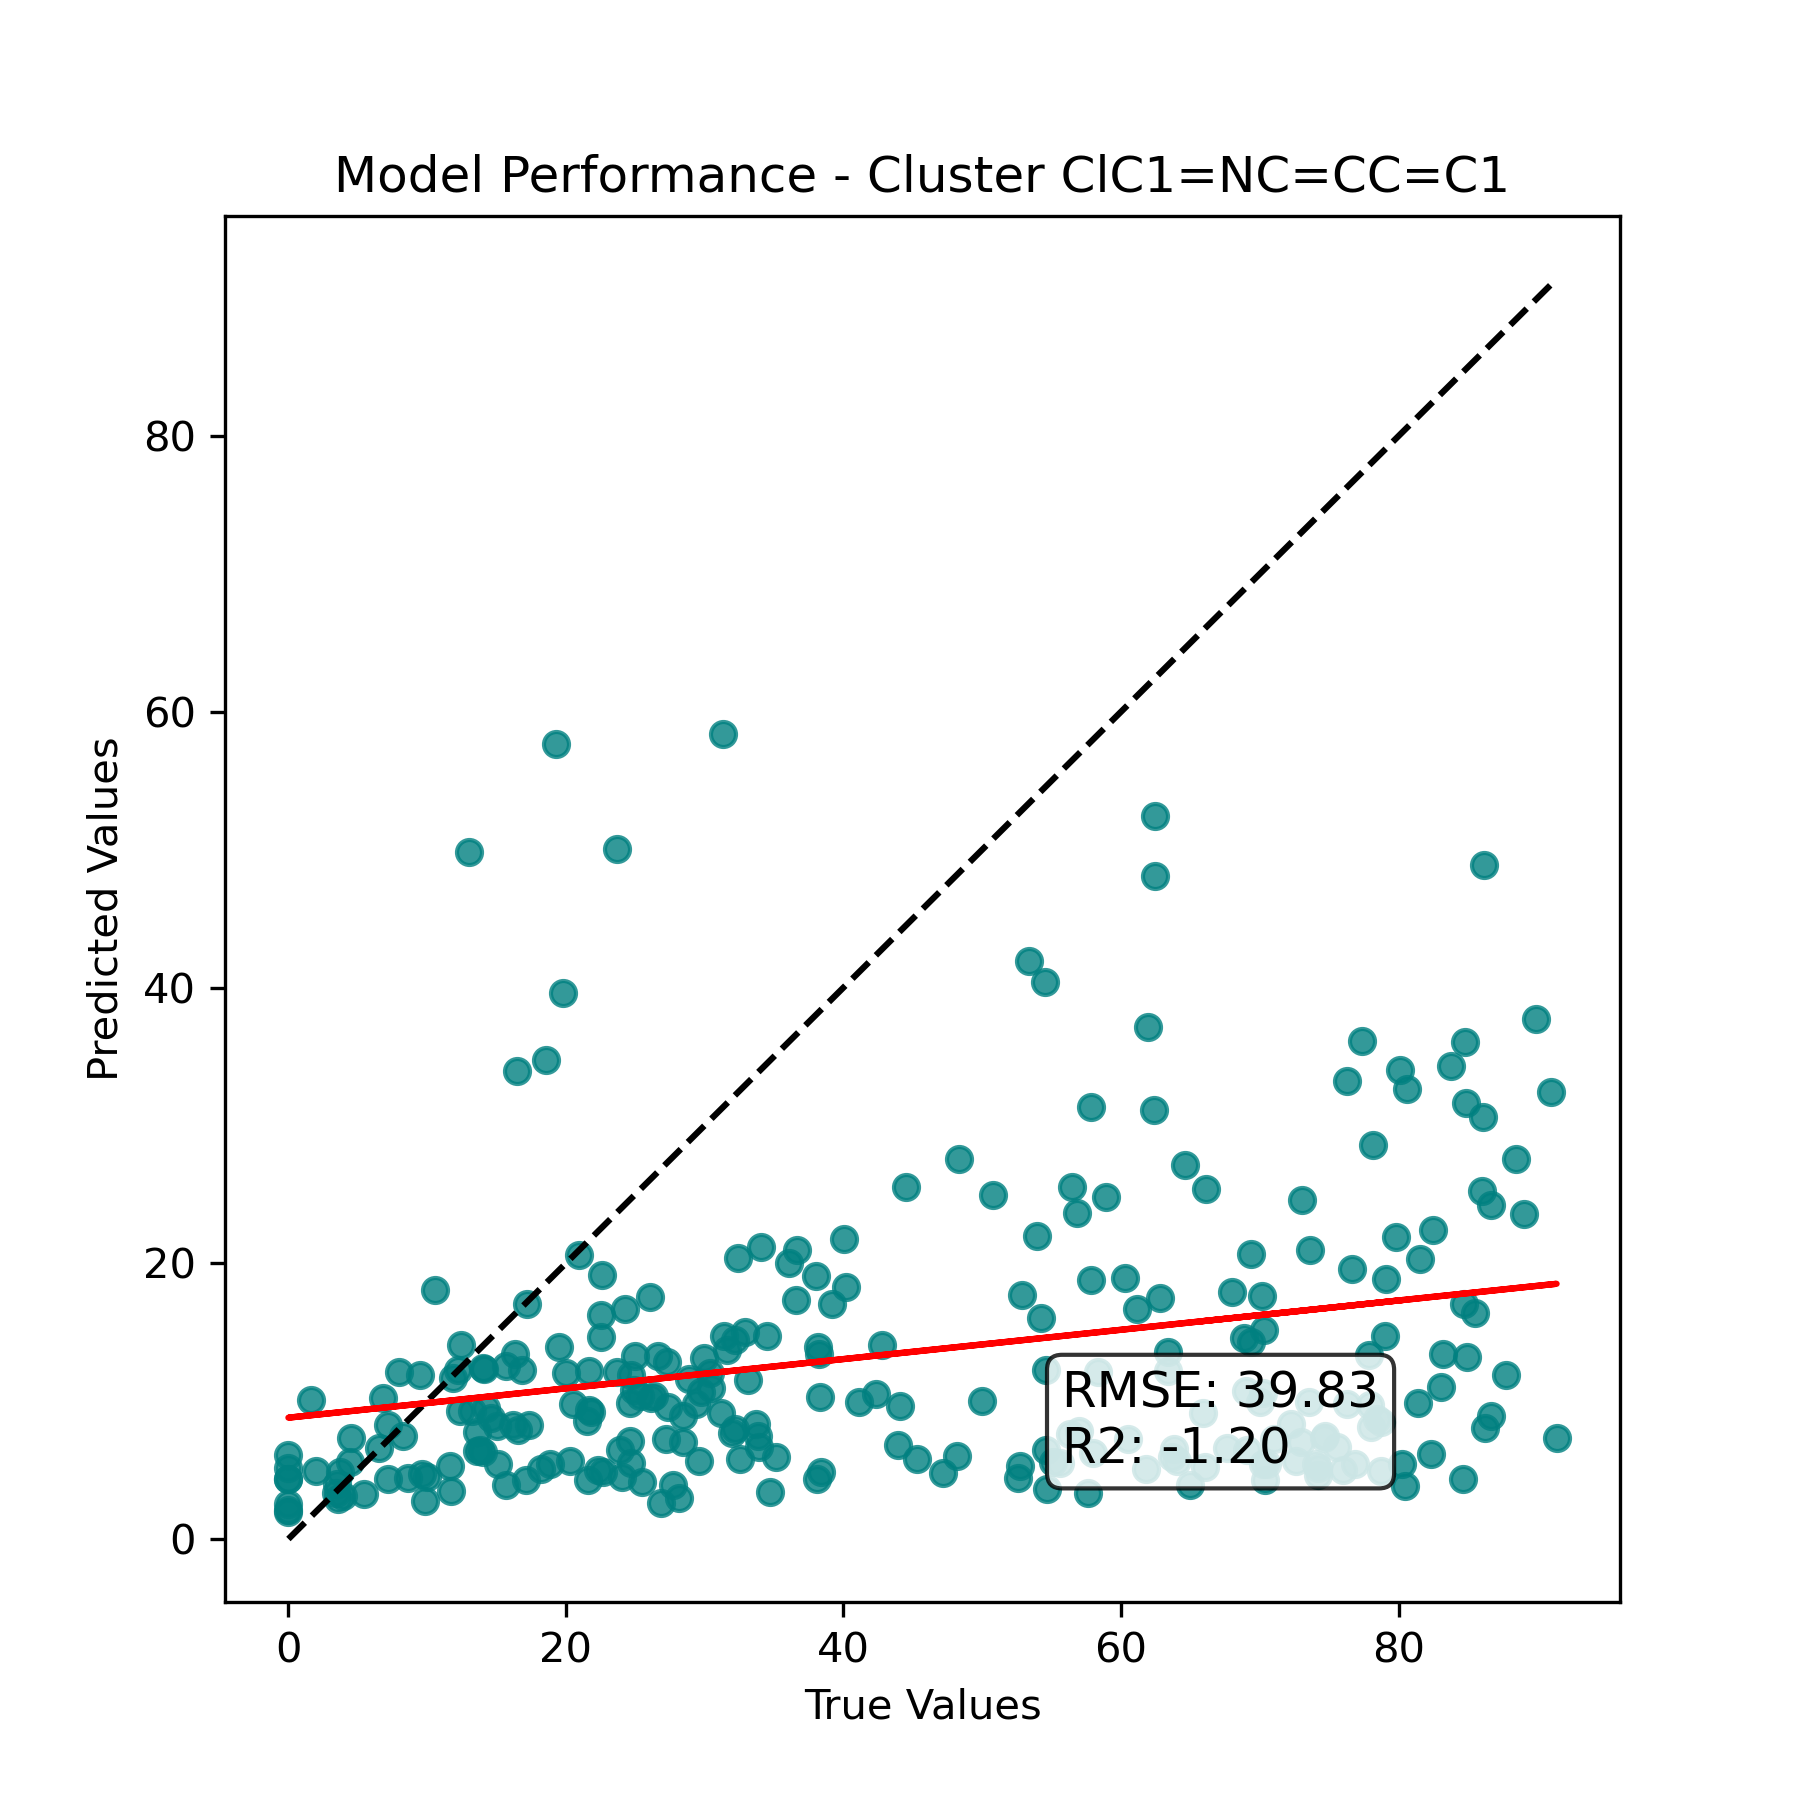 Model Performance - Cluster ClC1=NC=CC=C1
Predicted Values
80
60
40
20
0
RMSE: 39.83
R2: -1.20
0 20 40 60 80
True Values